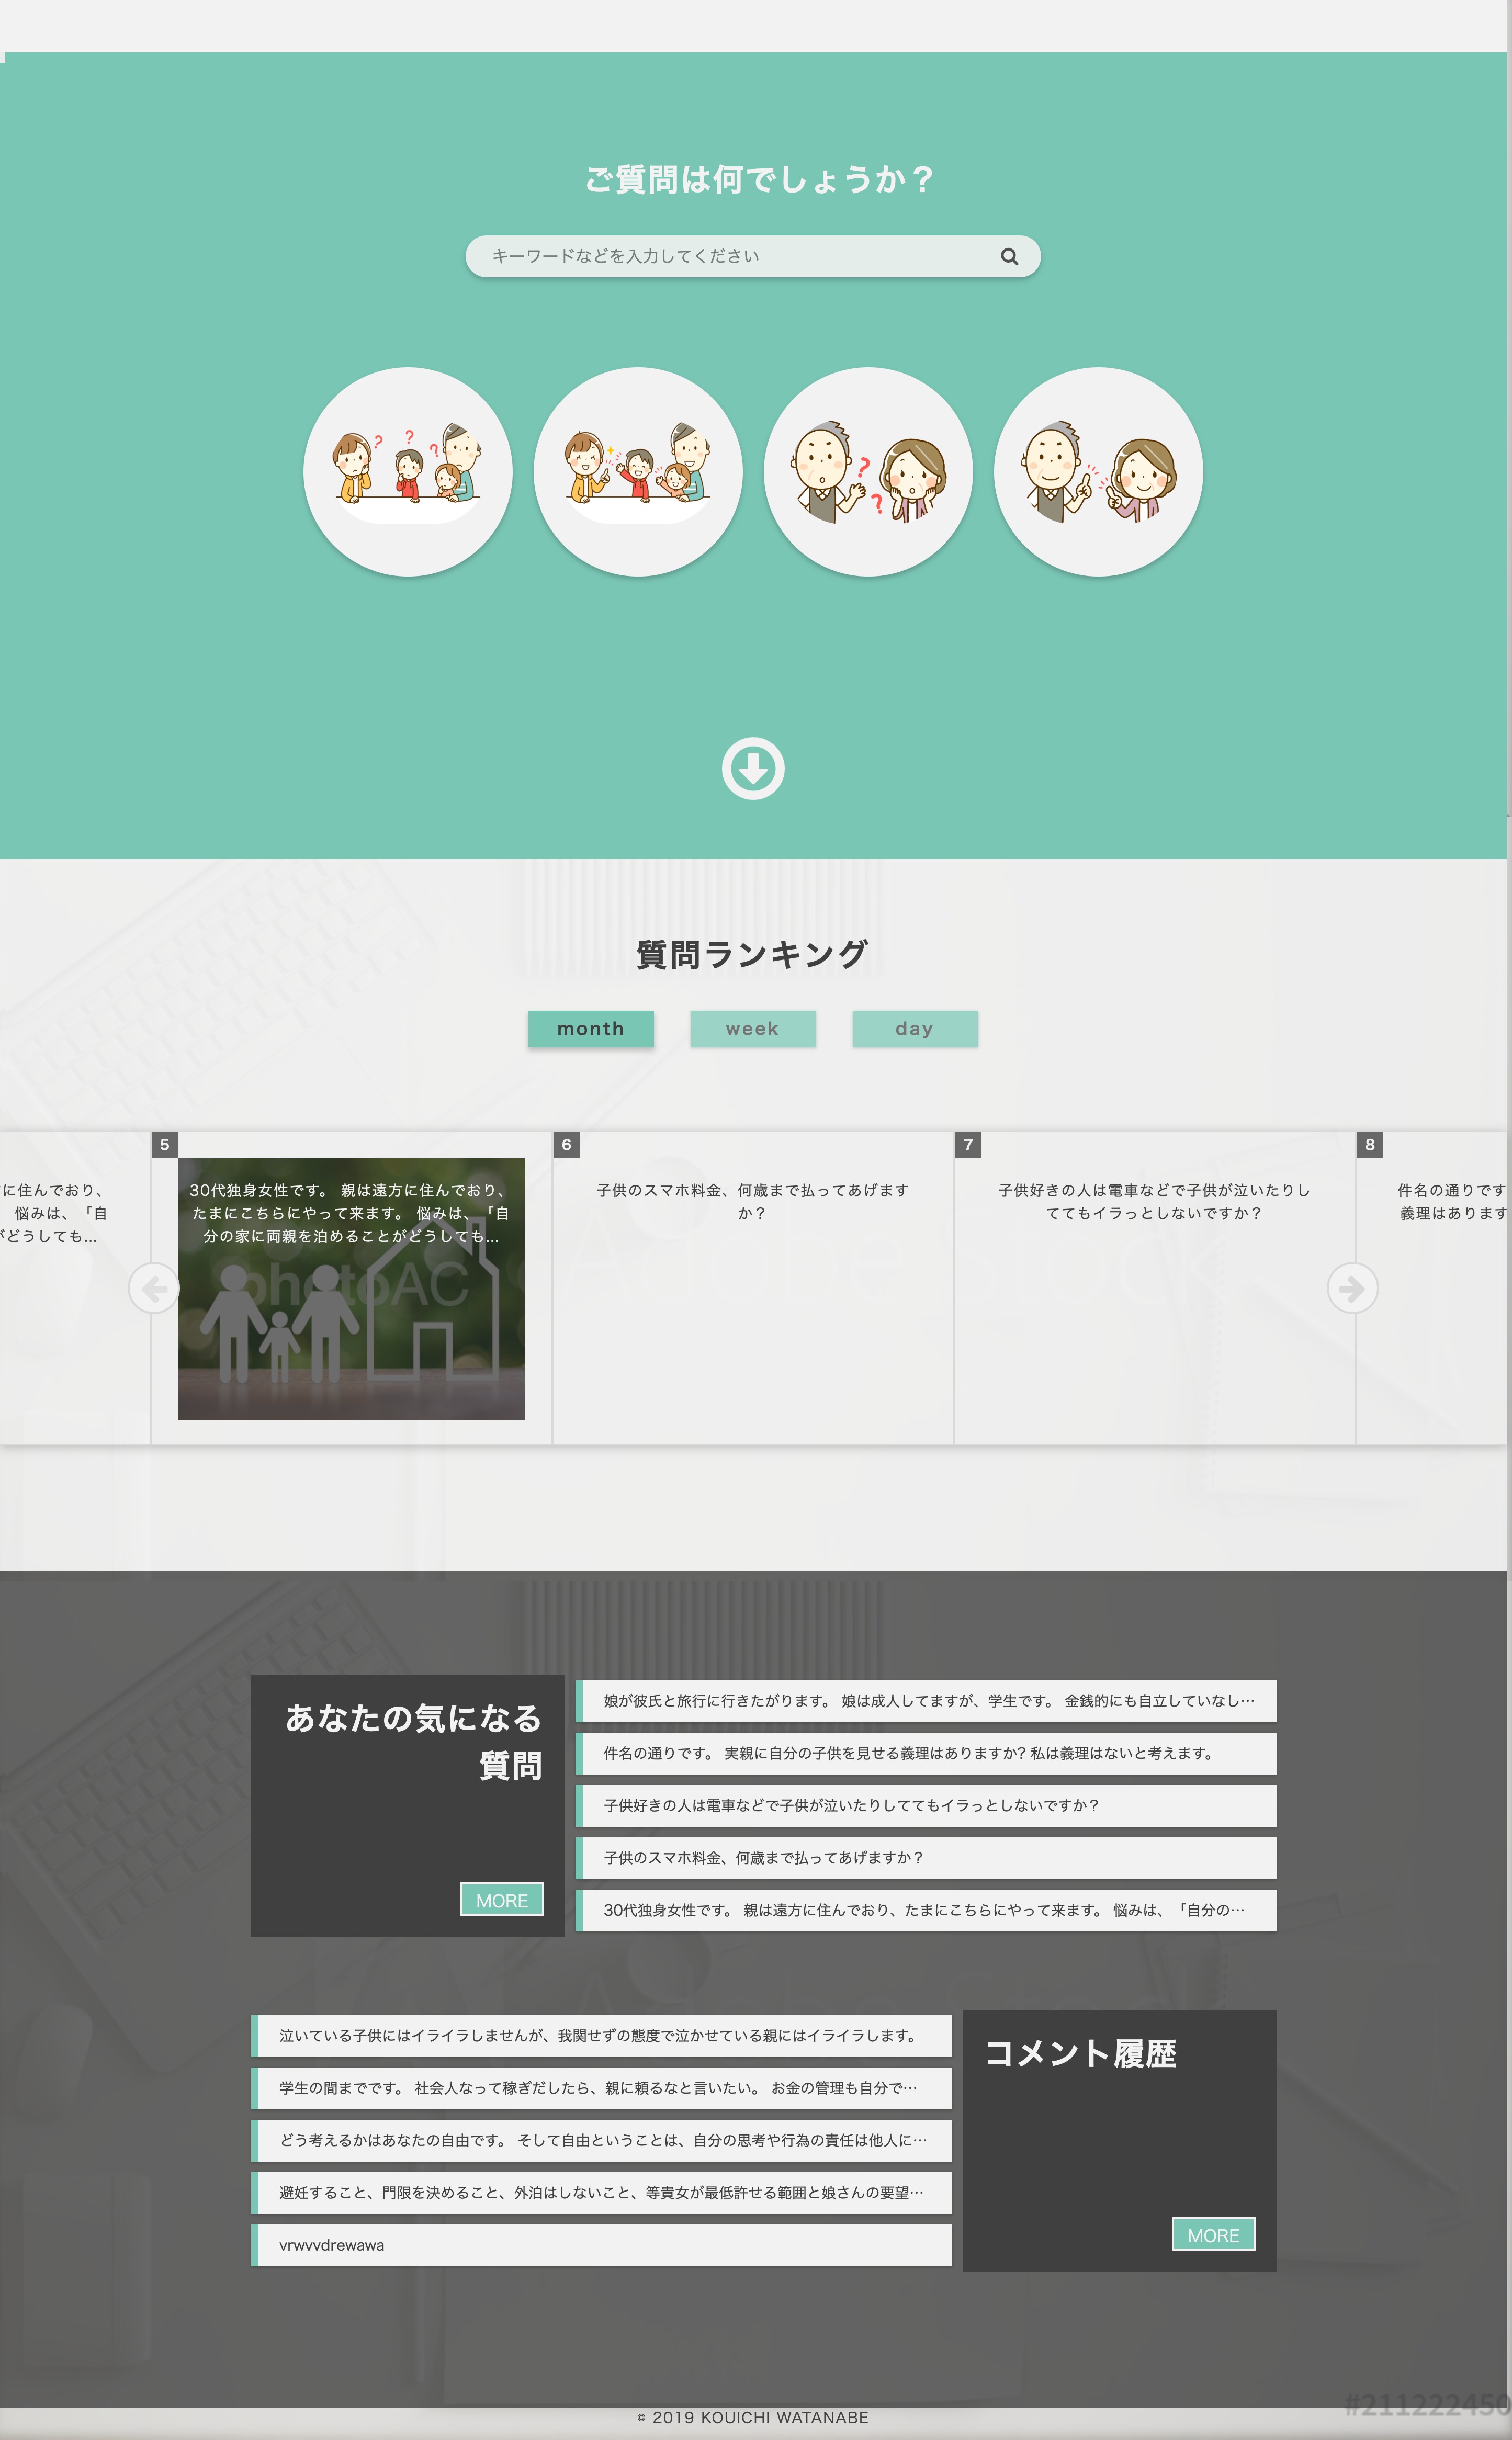 ご質問は何でしょうか？
キーワードなどを入力してください
質問ランキング
month
week
day
に住んでおり、
悩みは、「自
がどうしても...
5
30代独身女性です。 親は遠方に住んでおり、
たまにこちらにやって来ます。 悩みは、「自
分の家に両親を泊めることがどうしても...
photoAC
6
子供のスマホ料金、何歳まで払ってあげます
か？
7
子供好きの人は電車などで子供が泣いたりし
ててもイラっとしないですか？
8
件名の通りです
義理はあります
あなたの気になる
質問
MORE
娘が彼氏と旅行に行きたがります。 娘は成人してますが、学生です。 金銭的にも自立していなし…
件名の通りです。 実親に自分の子供を見せる義理はありますか? 私は義理はないと考えます。
子供好きの人は電車などで子供が泣いたりしててもイラっとしないですか？
子供のスマホ料金、何歳まで払ってあげますか？
30代独身女性です。 親は遠方に住んでおり、たまにこちらにやって来ます。 悩みは、「自分の…
泣いている子供にはイライラしませんが、我関せずの態度で泣かせている親にはイライラします。
学生の間までです。 社会人なって稼ぎだしたら、親に頼るなと言いたい。 お金の管理も自分で…
どう考えるかはあなたの自由です。 そして自由ということは、自分の思考や行為の責任は他人に…
避妊すること、門限を決めること、外泊はしないこと、等貴女が最低許せる範囲と娘さんの要望…
vrwvvdrewawa
コメント履歴
MORE
#211222450
© 2019 KOUICHI WATANABE